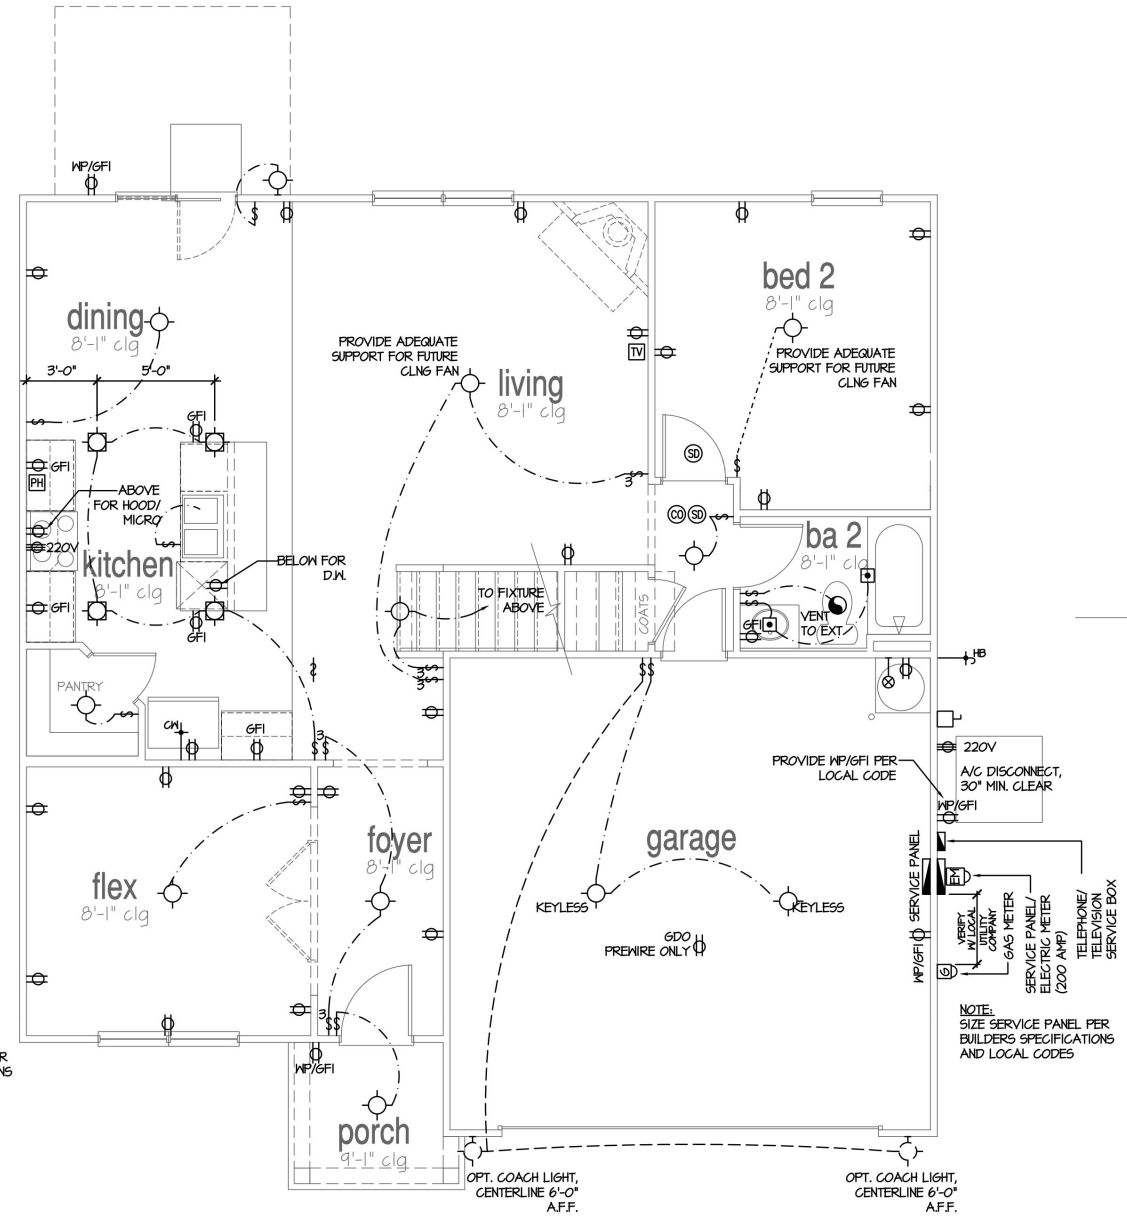 WP/GFI
bed 2
8'-1" clg
dining
8'-1" clg
PROVIDE ADEQUATE
SUPPORT FOR FUTURE
CLNG FAN
TV
PROVIDE ADEQUATE
SUPPORT FOR FUTURE
CLNG FAN
3'-0"
5'-0"
living
8'-1" clg
GFI
SD
GFI
PH
ABOVE
FOR HOOD/
MICRO
3
CO
SD
220V
kitchen
8'-1" clg
BELOW FOR
D.W.
ba 2
8'-1" clg
GFI
GFI
TO FIXTURE
ABOVE
COATS
GFI
VENT
TO EXT.
HB
3
3
PANTRY
CW
GFI
3
220V
A/C DISCONNECT,
30" MIN. CLEAR
PROVIDE WP/GFI PER
LOCAL CODE
WP/GFI
foyer
8'-1" clg
garage
flex
8'-1" clg
KEYLESS
KEYLESS
GDO
PREWIRE ONLY
SERVICE PANEL
EM
WP/GFI
VERIFY
W/ LOCAL
UTILITY
COMPANY
G
GAS METER
SERVICE PANEL/
ELECTRIC METER
(200 AMP)
TELEPHONE/
TELEVISION
SERVICE BOX
NOTE:
SIZE SERVICE PANEL PER
BUILDERS SPECIFICATIONS
AND LOCAL CODES
R
NS
3
WP/GFI
porch
9'-1" clg
OPT. COACH LIGHT,
CENTERLINE 6'-0"
A.F.F.
OPT. COACH LIGHT,
CENTERLINE 6'-0"
A.F.F.